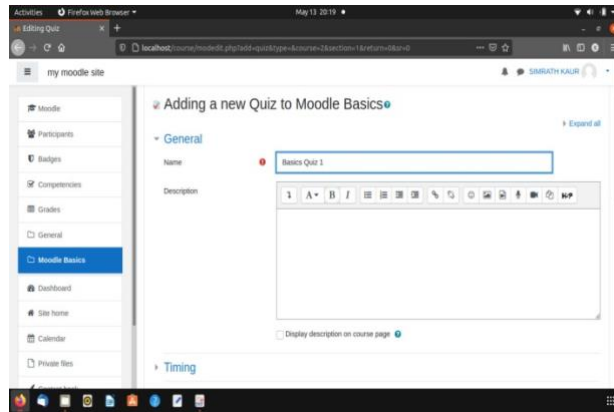 Activities
Firefox Web Browser
May 13 20:19
Editing Quiz
localhost/course/modedit.php?add=quiz&type=&course=2&section=1&return=0&sr=0
my moodle site
SIMRATH KAUR
Moodle
Participants
Badges
Competencies
Grades
General
Moodle Basics
Dashboard
Site home
Calendar
Private files
Adding a new Quiz to Moodle Basics
Expand all
General
Name
Basics Quiz 1
Description
Display description on course page
Timing